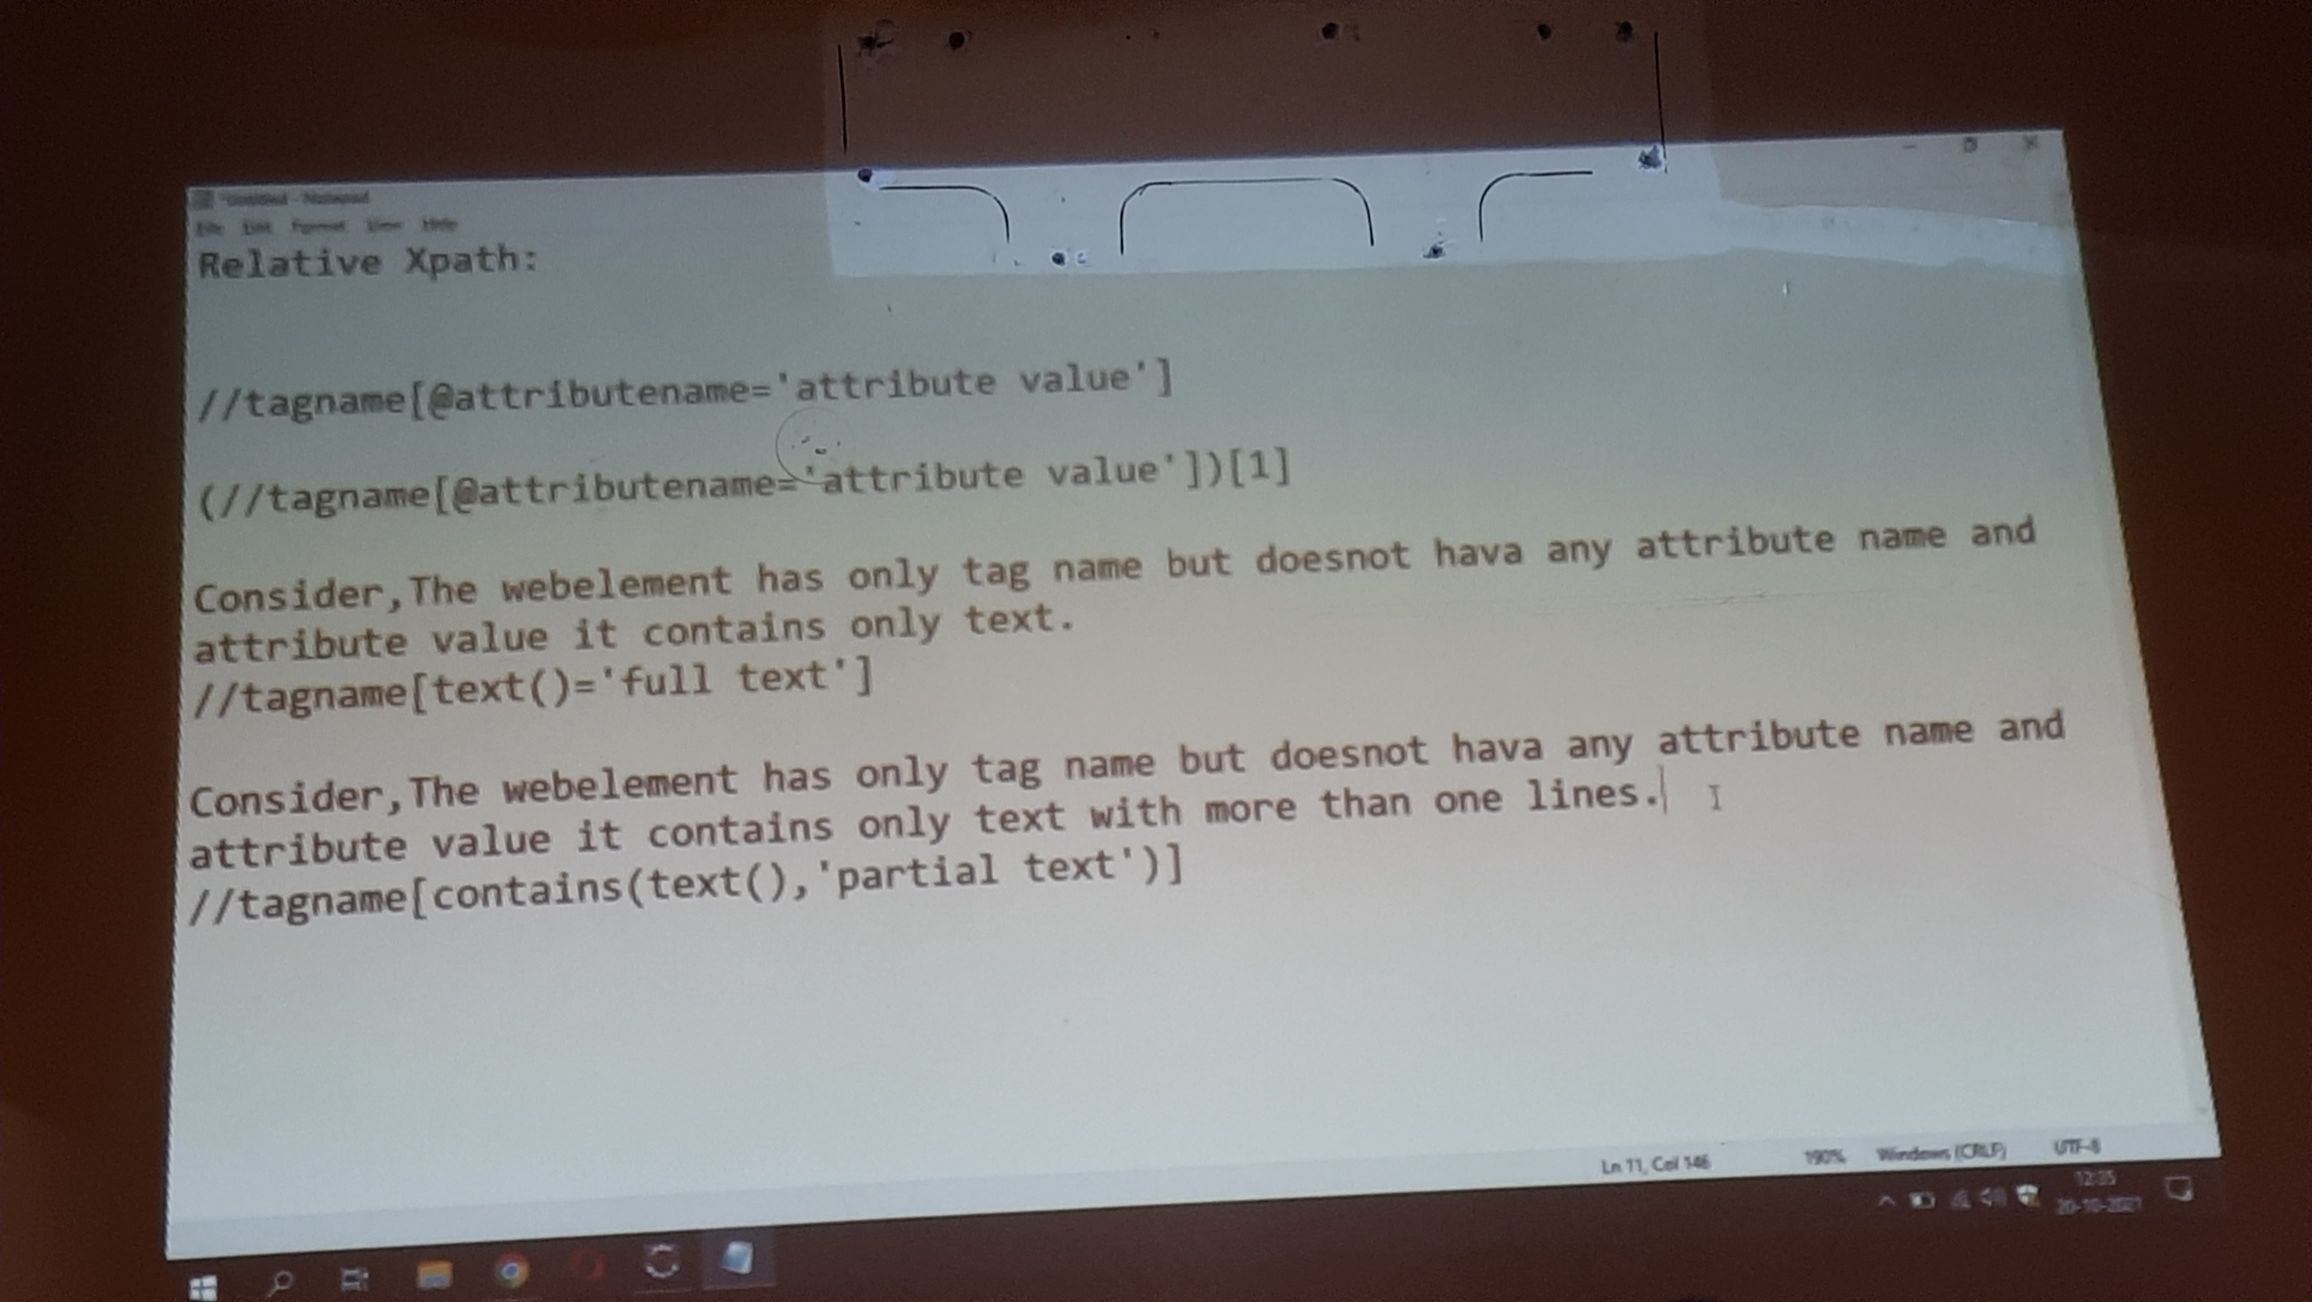 *Untitled - Notepad
File Edit Format View Help
Relative Xpath:
//tagname[@attributename='attribute value']
(//tagname[@attributename='attribute value'])[1]
Consider,The webelement has only tag name but doesnot hava any attribute name and
attribute value it contains only text.
//tagname[text()='full text']
Consider,The webelement has only tag name but doesnot hava any attribute name and
attribute value it contains only text with more than one lines.
//tagname[contains(text(),'partial text')]
Ln 11, Col 146 190% Windows (CRLF) UTF-8
12:35
20-10-2021